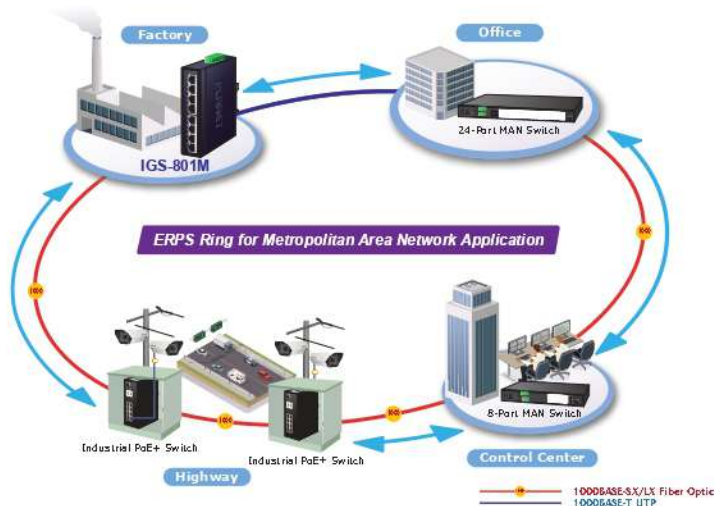 Factory
Office
PLANET
IGS-801M
24-Port MAN Switch
ERPS Ring for Metropolitan Area Network Application
8-Port MAN Switch
Industrial PoE+ Switch
Industrial PoE+ Switch
Highway
Control Center
1000BASE-SX/LX Fiber Optic
1000BASE-T UTP